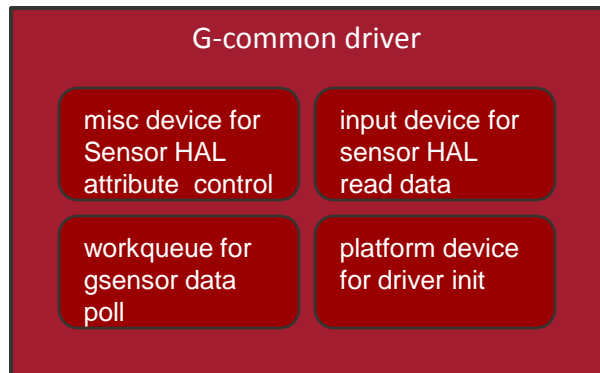 G-common driver
misc device for
Sensor HAL
attribute  control
input device for
sensor HAL
read data
workqueue for
gsensor data
poll
platform device
for driver init